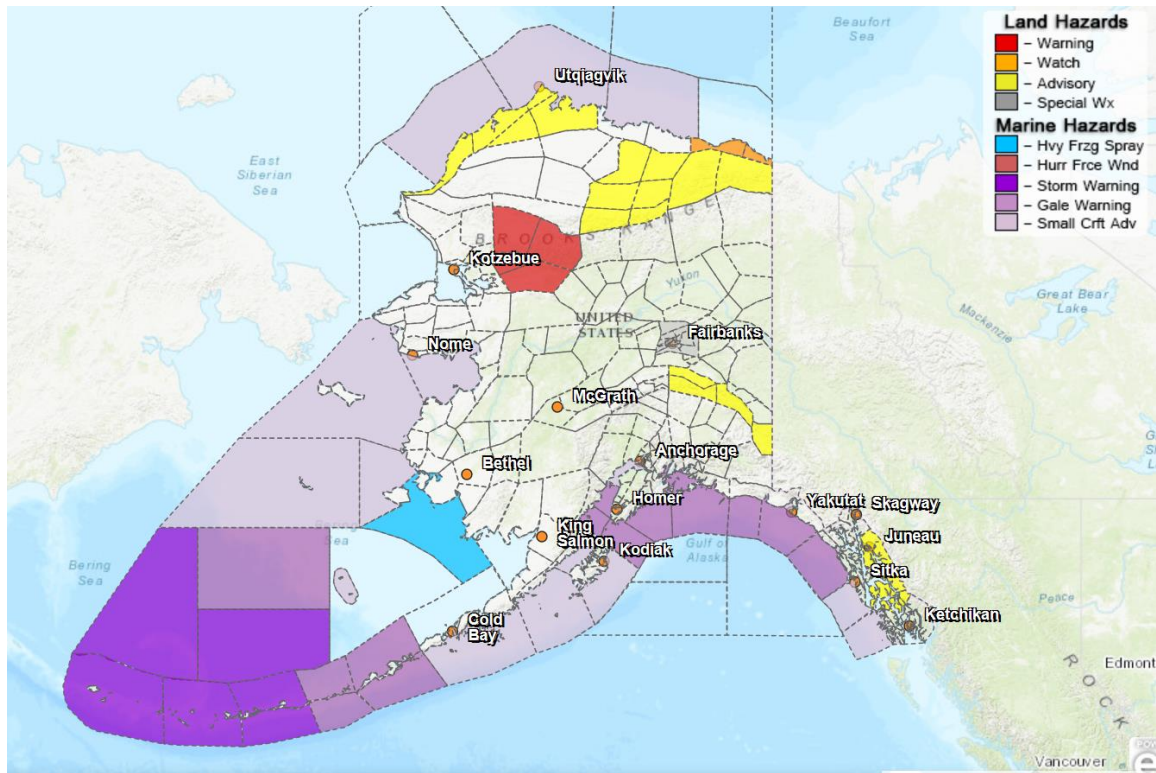 Land Hazards
– Warning
– Watch
– Advisory
– Special Wx
Marine Hazards
– Hvy Frzg Spray
– Hurr Frce Wnd
– Storm Warning
– Gale Warning
– Small Crft Adv
Beaufort
Sea
East
Siberian
Sea
Utqiagvik
BROOKS RANGE
Kotzebue
Yukon
Great Bear
Lake
Mackenzie
UNITED
STATES
Fairbanks
Nome
McGrath
Anchorage
Bethel
Homer
Yakutat
Skagway
King
Salmon
Kodiak
Gulf of
Alaska
Juneau
Sitka
Sea
Bering
Sea
Peace
Cold
Bay
Ketchikan
Edmont
ROCK
Vancouver